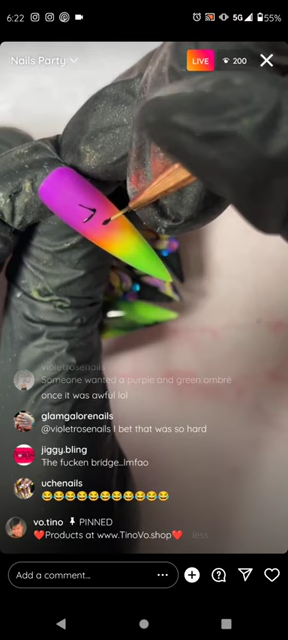 6:22
5G
55%
Nails Party
LIVE
200
violetrosenails
Someone wanted a purple and green ombré
once it was awful lol
glamgalorenails
@violetrosenails I bet that was so hard
jiggy.bling
The fucken bridge..lmfao
uchenails
😂😂😂😂😂😂😂😂😂😂😂
vo.tino 📌 PINNED
❤️Products at www.TinoVo.shop❤️ less
Add a comment...